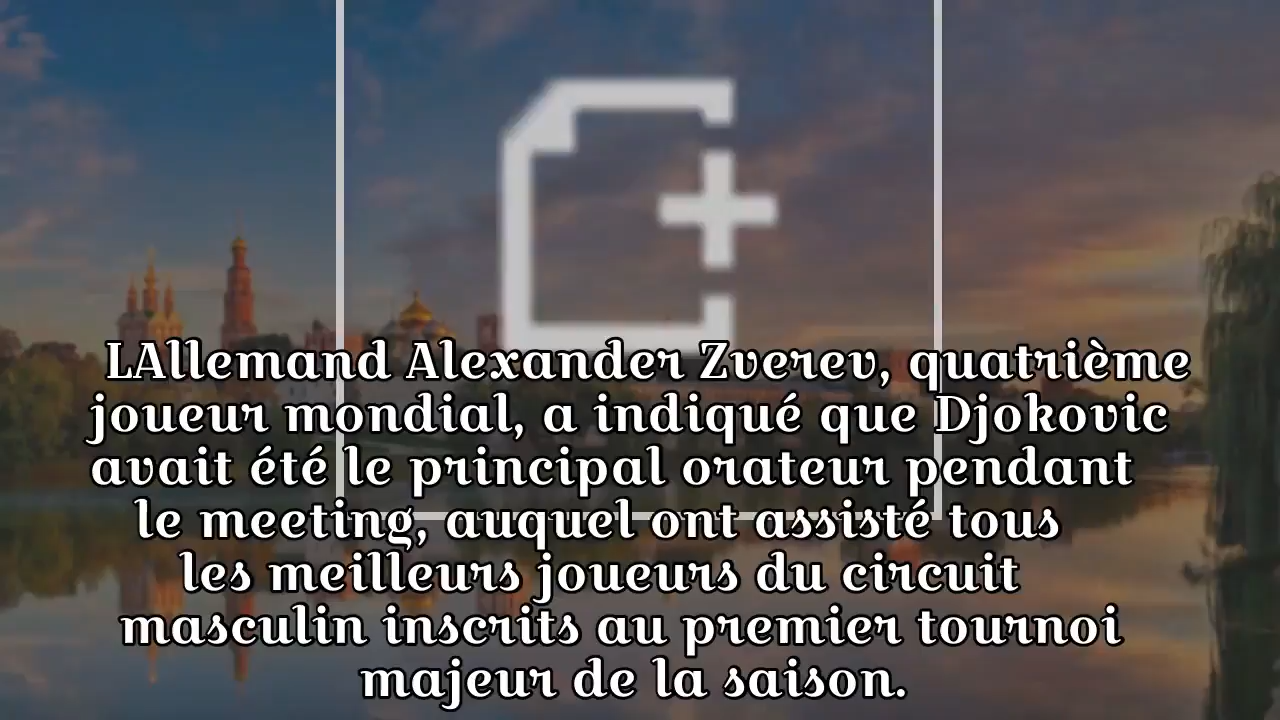 LAllemand Alexander Zverev, quatrième
joueur mondial, a indiqué que Djokovic
avait été le principal orateur pendant
le meeting, auquel ont assisté tous
les meilleurs joueurs du circuit
masculin inscrits au premier tournoi
majeur de la saison.